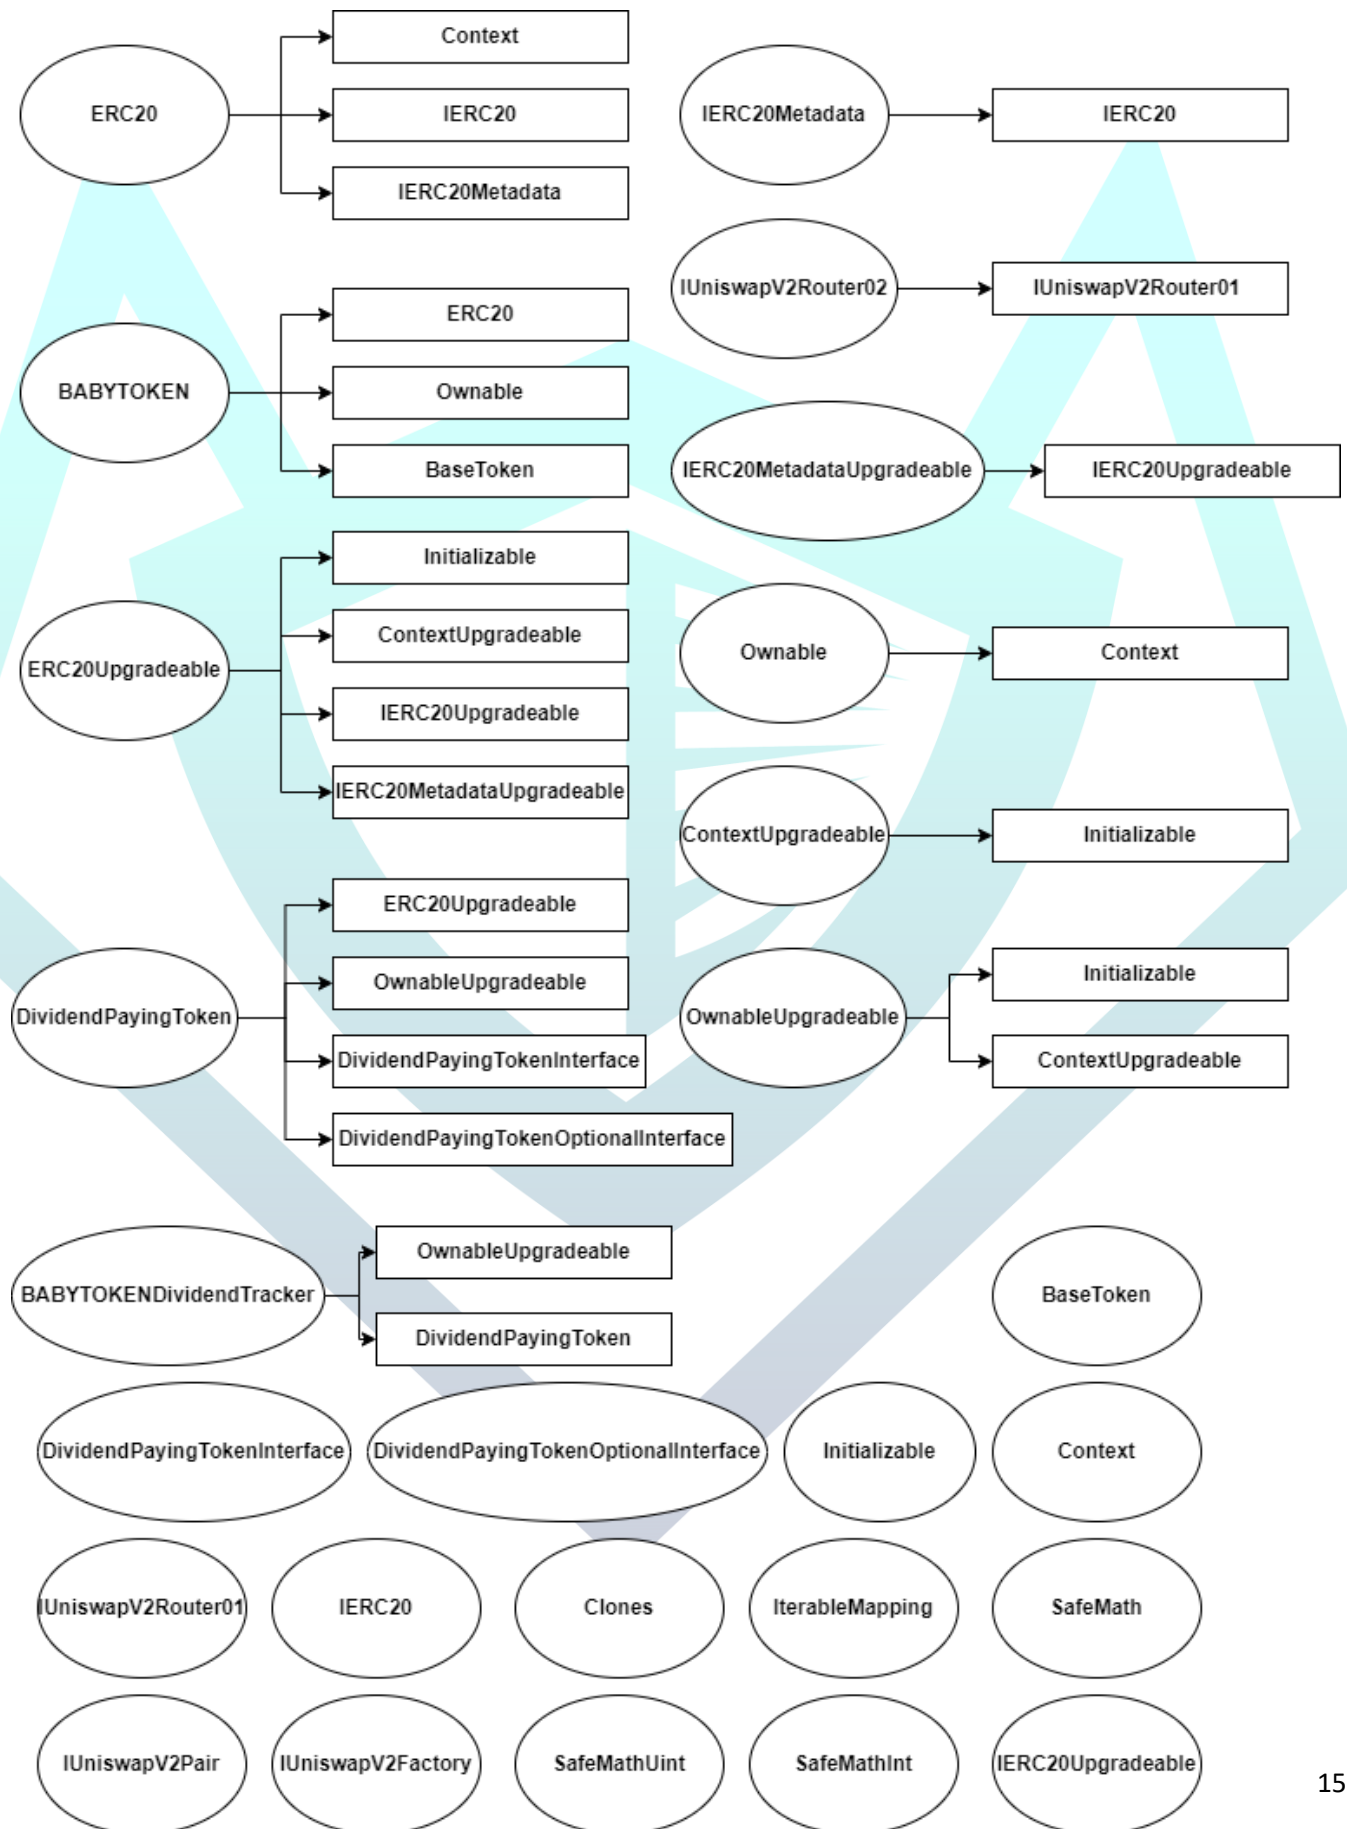 ERC20
Context
IERC20
IERC20Metadata
IERC20Metadata
IERC20
IUniswapV2Router02
IUniswapV2Router01
BABYTOKEN
ERC20
Ownable
BaseToken
IERC20MetadataUpgradeable
IERC20Upgradeable
ERC20Upgradeable
Initializable
ContextUpgradeable
IERC20Upgradeable
IERC20MetadataUpgradeable
Ownable
Context
ContextUpgradeable
Initializable
DividendPayingToken
ERC20Upgradeable
OwnableUpgradeable
DividendPayingTokenInterface
DividendPayingTokenOptionalInterface
OwnableUpgradeable
Initializable
ContextUpgradeable
BABYTOKENDividendTracker
OwnableUpgradeable
DividendPayingToken
BaseToken
DividendPayingTokenInterface
DividendPayingTokenOptionalInterface
Initializable
Context
IUniswapV2Router01
IERC20
Clones
IterableMapping
SafeMath
IUniswapV2Pair
IUniswapV2Factory
SafeMathUint
SafeMathInt
IERC20Upgradeable
15